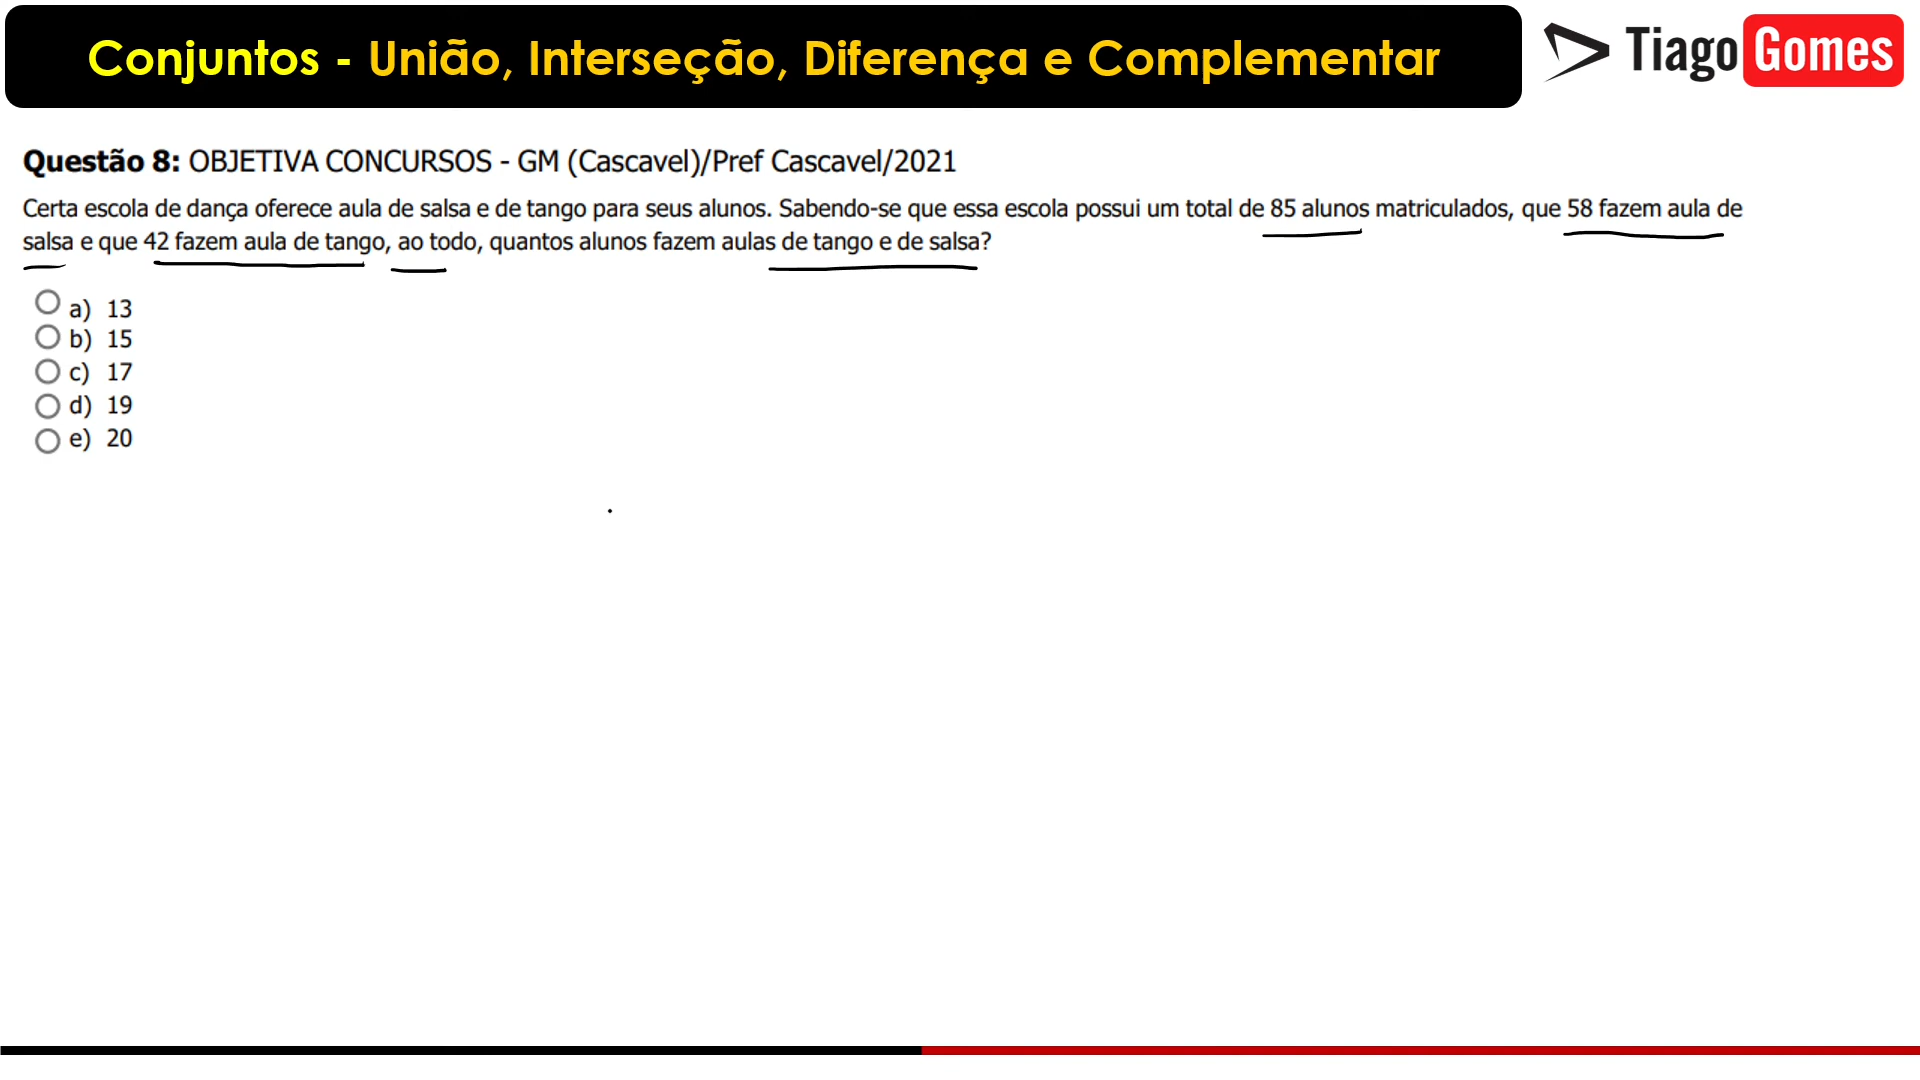 Conjuntos - União, Interseção, Diferença e Complementar
Tiago Gomes
Questão 8: OBJETIVA CONCURSOS - GM (Cascavel)/Pref Cascavel/2021
Certa escola de dança oferece aula de salsa e de tango para seus alunos. Sabendo-se que essa escola possui um total de 85 alunos matriculados, que 58 fazem aula de
salsa e que 42 fazem aula de tango, ao todo, quantos alunos fazem aulas de tango e de salsa?
a) 13
b) 15
c) 17
d) 19
e) 20